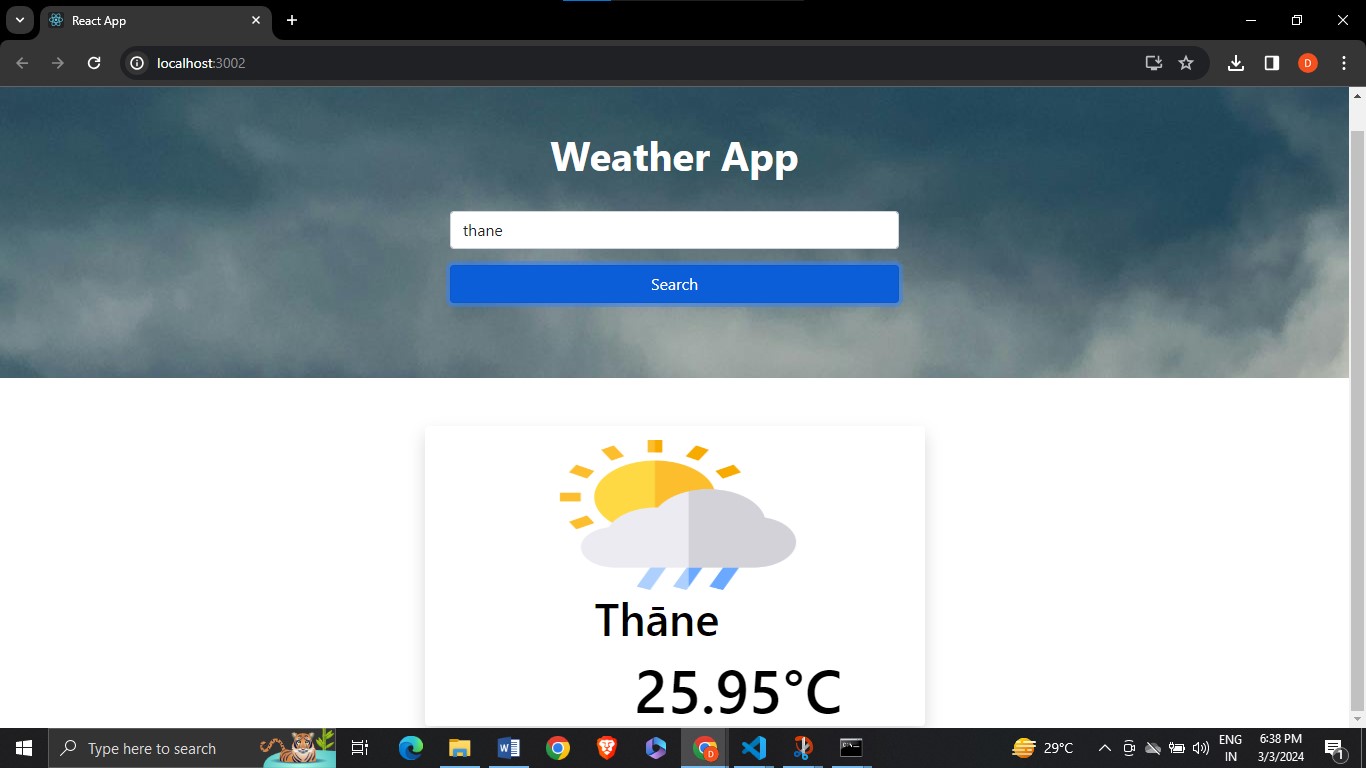 React App
localhost:3002
D
Weather App
thane
Search
Thāne
25.95°C
Type here to search
29°C
ENG
IN
6:38 PM
3/3/2024
1